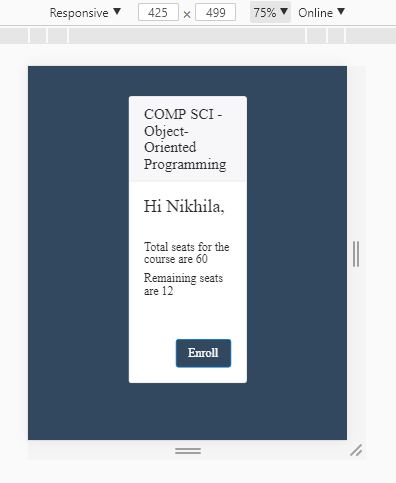 Responsive ▼ 425 × 499 75% ▼ Online ▼
COMP SCI -
Object-
Oriented
Programming
Hi Nikhila,
Total seats for the
course are 60
Remaining seats
are 12
Enroll